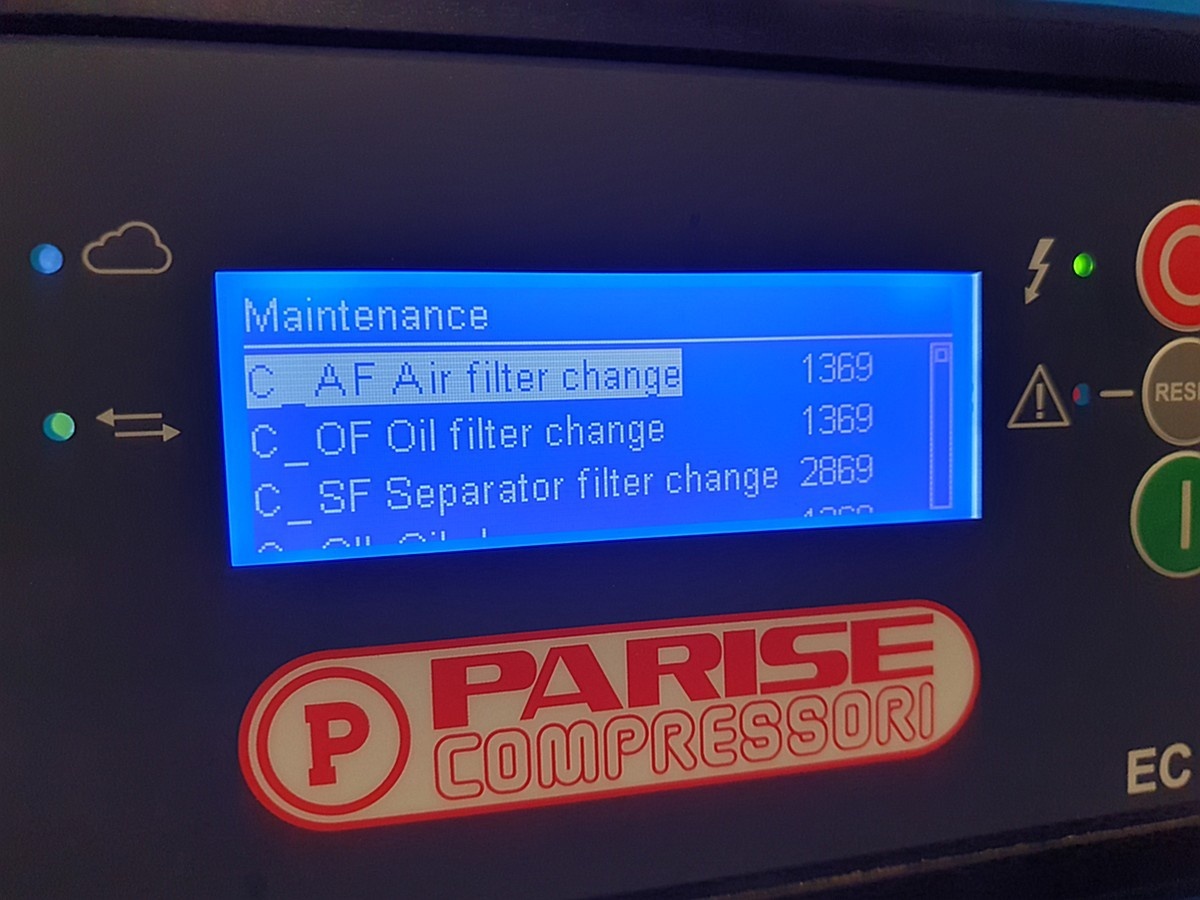 Maintenance
C_AF Air filter change 1369
C_OF Oil filter change 1369
C_SF Separator filter change 2869
P PARISE
COMPRESSORI
EC